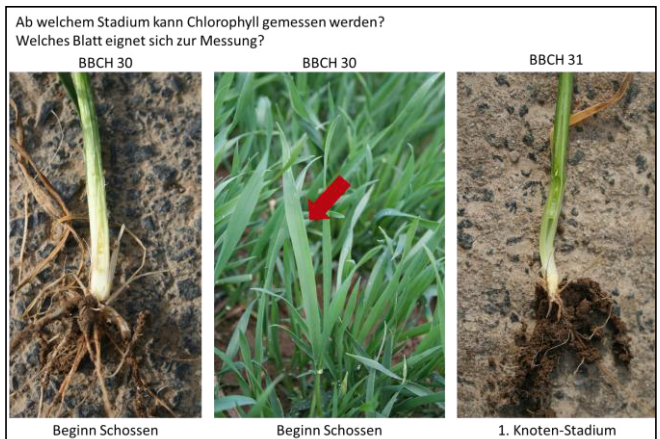 Ab welchem Stadium kann Chlorophyll gemessen werden?
Welches Blatt eignet sich zur Messung?
BBCH 30
BBCH 30
BBCH 31
Beginn Schossen
Beginn Schossen
1. Knoten-Stadium